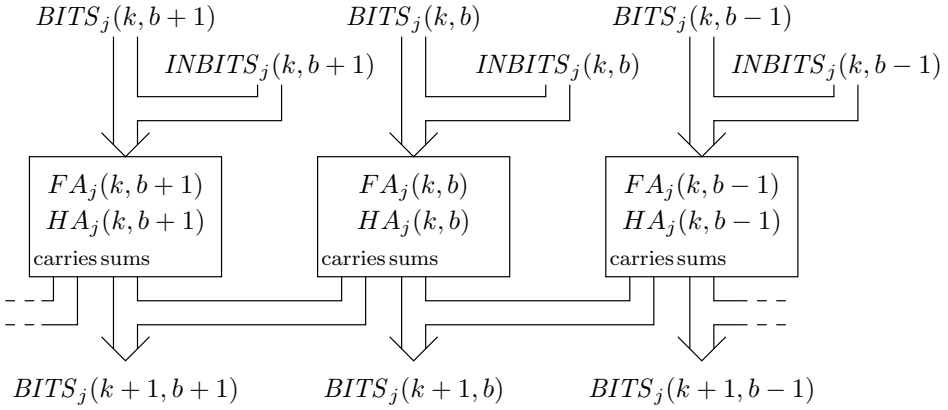 BITS_j(k, b + 1) BITS_j(k, b) BITS_j(k, b − 1)
INBITS_j(k, b + 1) INBITS_j(k, b) INBITS_j(k, b − 1)
FA_j(k, b + 1) FA_j(k, b) FA_j(k, b − 1)
HA_j(k, b + 1) HA_j(k, b) HA_j(k, b − 1)
carries sums carries sums carries sums
BITS_j(k + 1, b + 1) BITS_j(k + 1, b) BITS_j(k + 1, b − 1)